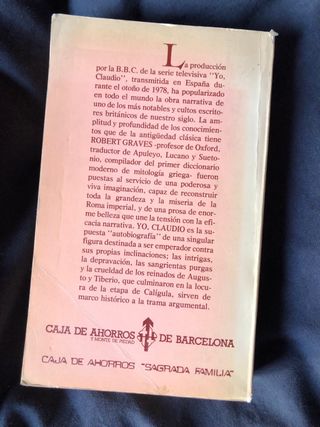 La producción
por la B.B.C. de la serie televisiva "Yo,
Claudio", transmitida en España du-
rante el otoño de 1978, ha popularizado
en todo el mundo la obra narrativa de
uno de los más notables y cultos escrito-
res británicos de nuestro siglo. La am-
plitud y profundidad de los conocimien-
tos que de la antigüedad clásica tiene
ROBERT GRAVES -profesor de Oxford,
traductor de Apuleyo, Lucano y Sueto-
nio, compilador del primer diccionario
moderno de mitología griega- fueron
puestas al servicio de una poderosa y
viva imaginación, capaz de reconstruir
toda la grandeza y la miseria de la
Roma imperial, y de una prosa de enor-
me belleza que une la tensión con la efi-
cacia narrativa. YO, CLAUDIO es la su-
puesta "autobiografía" de una singular
figura destinada a ser emperador contra
sus propias inclinaciones; las intrigas,
la depravación, las sangrientas purgas
y la crueldad de los reinados de Augus-
to y Tiberio, que culminaron en la locu-
ra de la etapa de Calígula, sirven de
marco histórico a la trama argumental.
CAJA DE AHORROS DE BARCELONA
Y MONTE DE PIEDAD
CAJA DE AHORROS "SAGRADA FAMILIA"